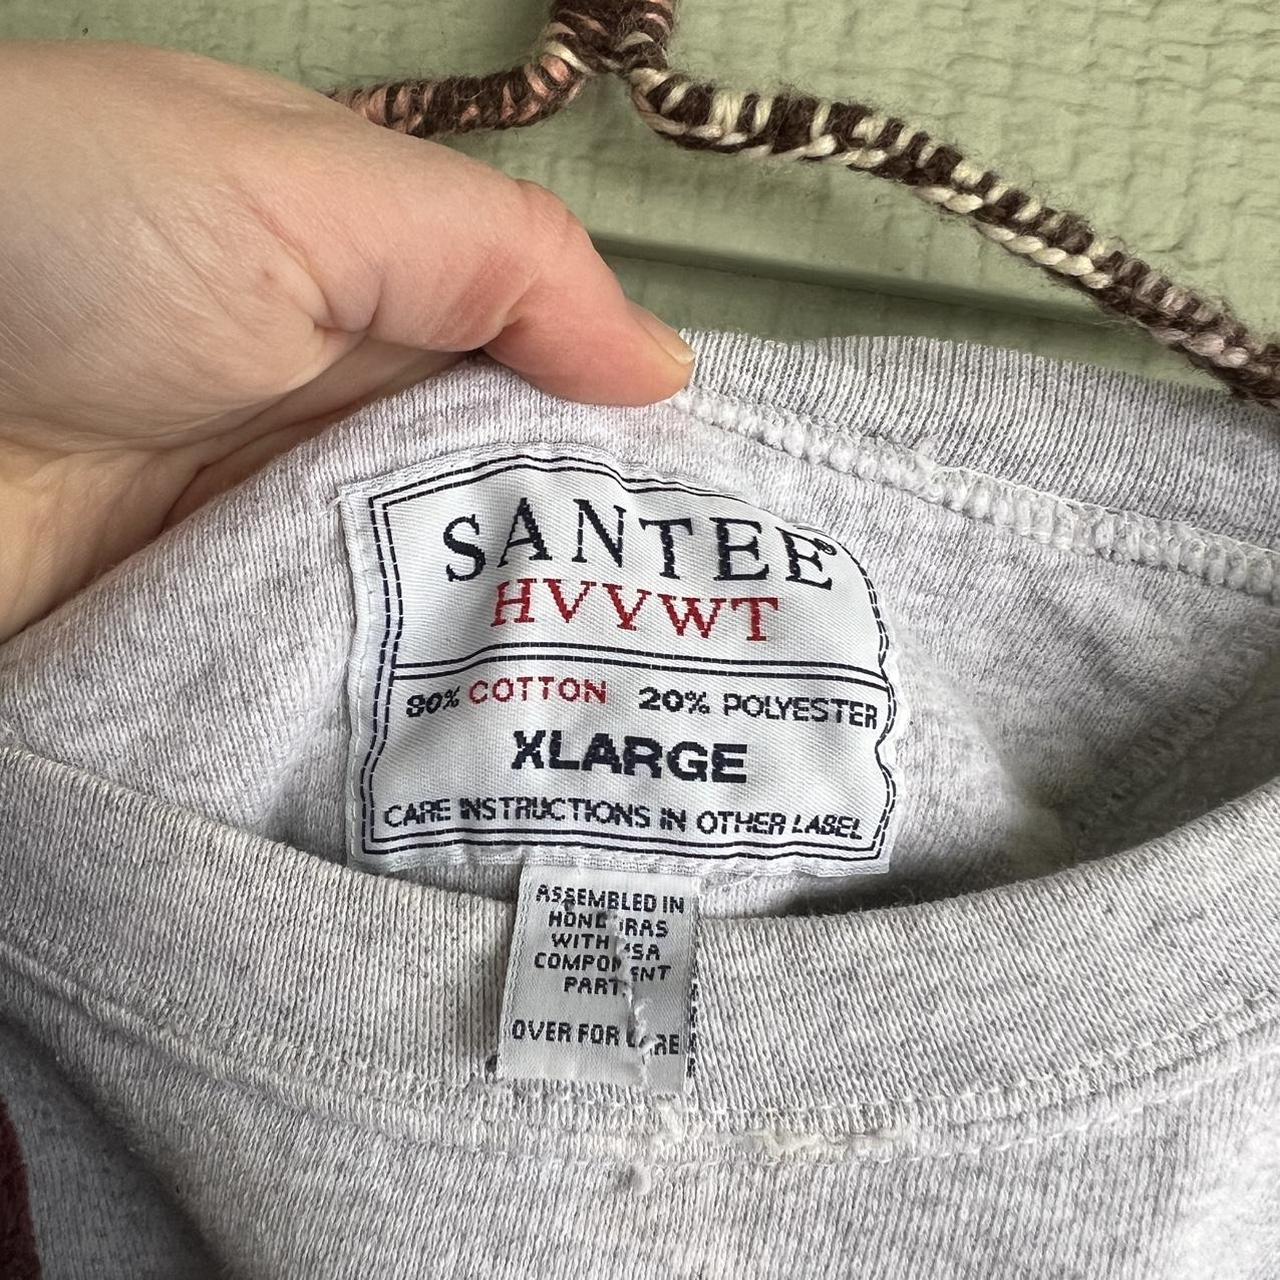 SANTEE®
HVVWT
80% COTTON 20% POLYESTER
XLARGE
CARE INSTRUCTIONS IN OTHER LABEL
ASSEMBLED IN
HONDURAS
WITH USA
COMPONENT
PARTS
OVER FOR CARE